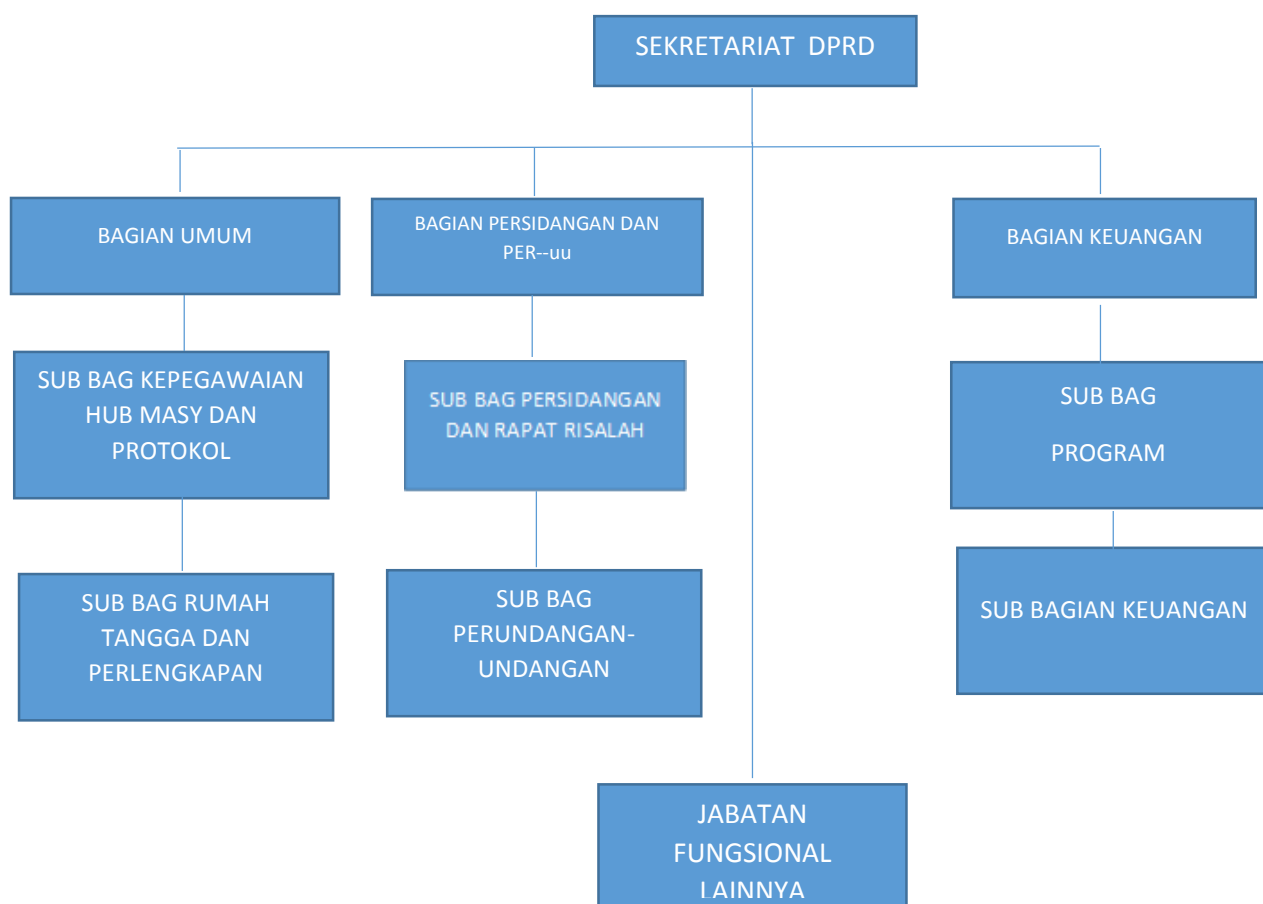 SEKRETARIAT DPRD
BAGIAN UMUM
BAGIAN PERSIDANGAN DAN
PER--uu
BAGIAN KEUANGAN
SUB BAG KEPEGAWAIAN
HUB MASY DAN
PROTOKOL
SUB BAG PERSIDANGAN
DAN RAPAT RISALAH
SUB BAG
PROGRAM
SUB BAG RUMAH
TANGGA DAN
PERLENGKAPAN
SUB BAG
PERUNDANGAN-
UNDANGAN
SUB BAGIAN KEUANGAN
JABATAN
FUNGSIONAL
LAINNYA